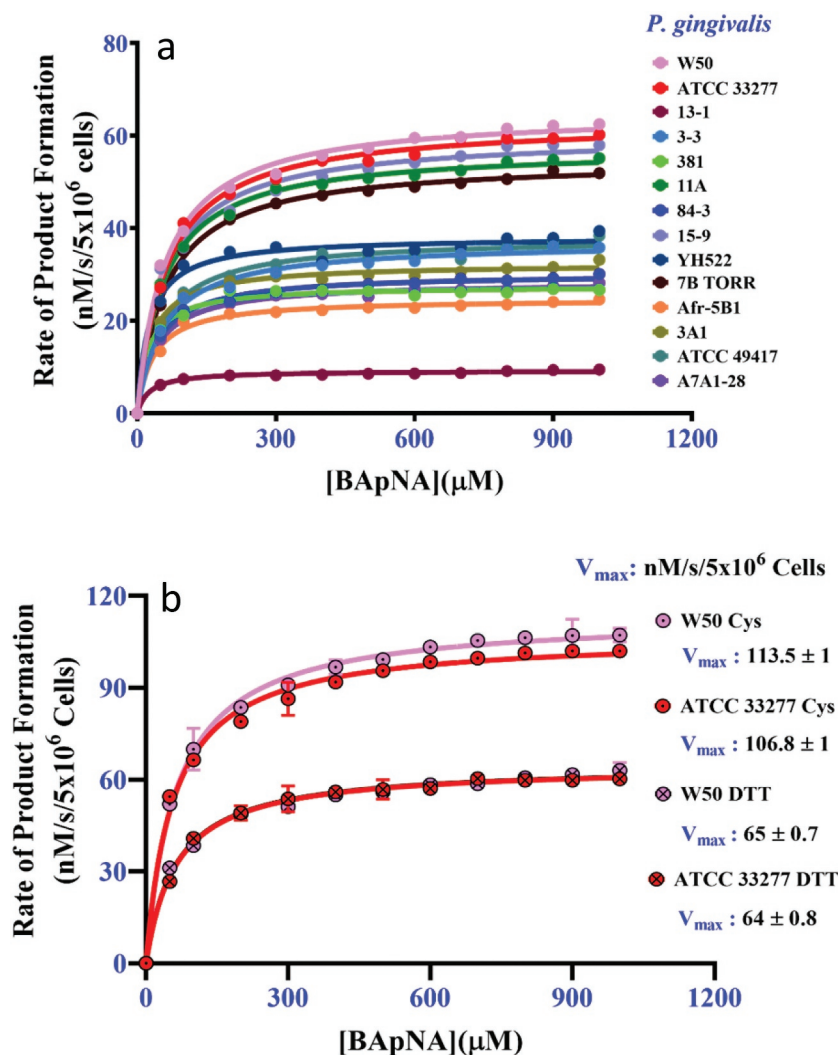 a
P. gingivalis
W50
ATCC 33277
13-1
3-3
381
11A
84-3
15-9
YH522
7B TORR
Afr-5B1
3A1
ATCC 49417
A7A1-28
Rate of Product Formation
(nM/s/5x10⁶ cells)
80
60
40
20
0
0 300 600 900 1200
[BApNA](μM)
b
Vmax: nM/s/5x10⁶ Cells
W50 Cys
Vmax : 113.5 ± 1
ATCC 33277 Cys
Vmax : 106.8 ± 1
W50 DTT
Vmax : 65 ± 0.7
ATCC 33277 DTT
Vmax : 64 ± 0.8
Rate of Product Formation
(nM/s/5x10⁶ Cells)
120
90
60
30
0
0 300 600 900 1200
[BApNA](μM)